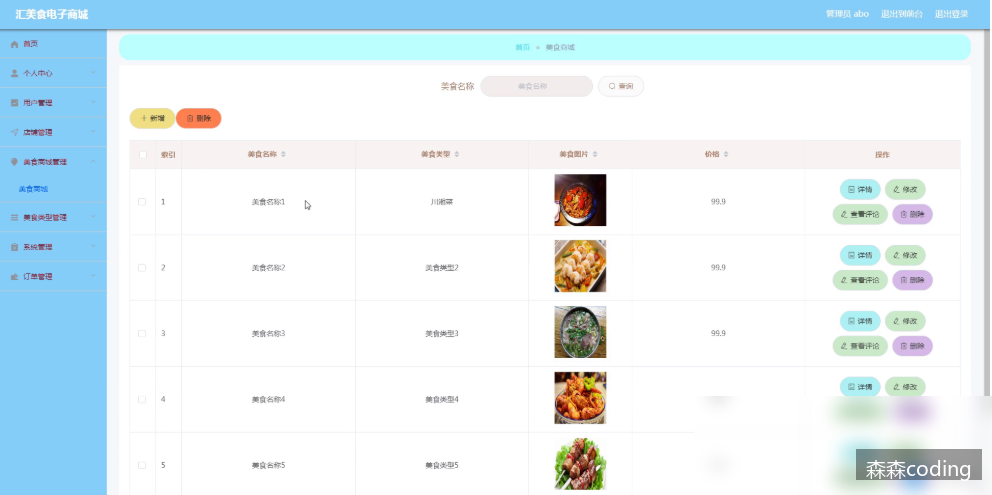 汇美食电子商城
管理员 abo 退出到前台 退出登录
首页
个人中心
用户管理
店铺管理
美食商城管理
美食商城
美食类型管理
系统管理
订单管理
首页 美食商城
美食名称 美食名称 查询
新增 删除
索引 美食名称 美食类型 美食图片 价格 操作
1 美食名称1 川湘菜 99.9 详情 修改
查看评论 删除
2 美食名称2 美食类型2 99.9 详情 修改
查看评论 删除
3 美食名称3 美食类型3 99.9 详情 修改
查看评论 删除
4 美食名称4 美食类型4 详情 修改
5 美食名称5 美食类型5
森森coding